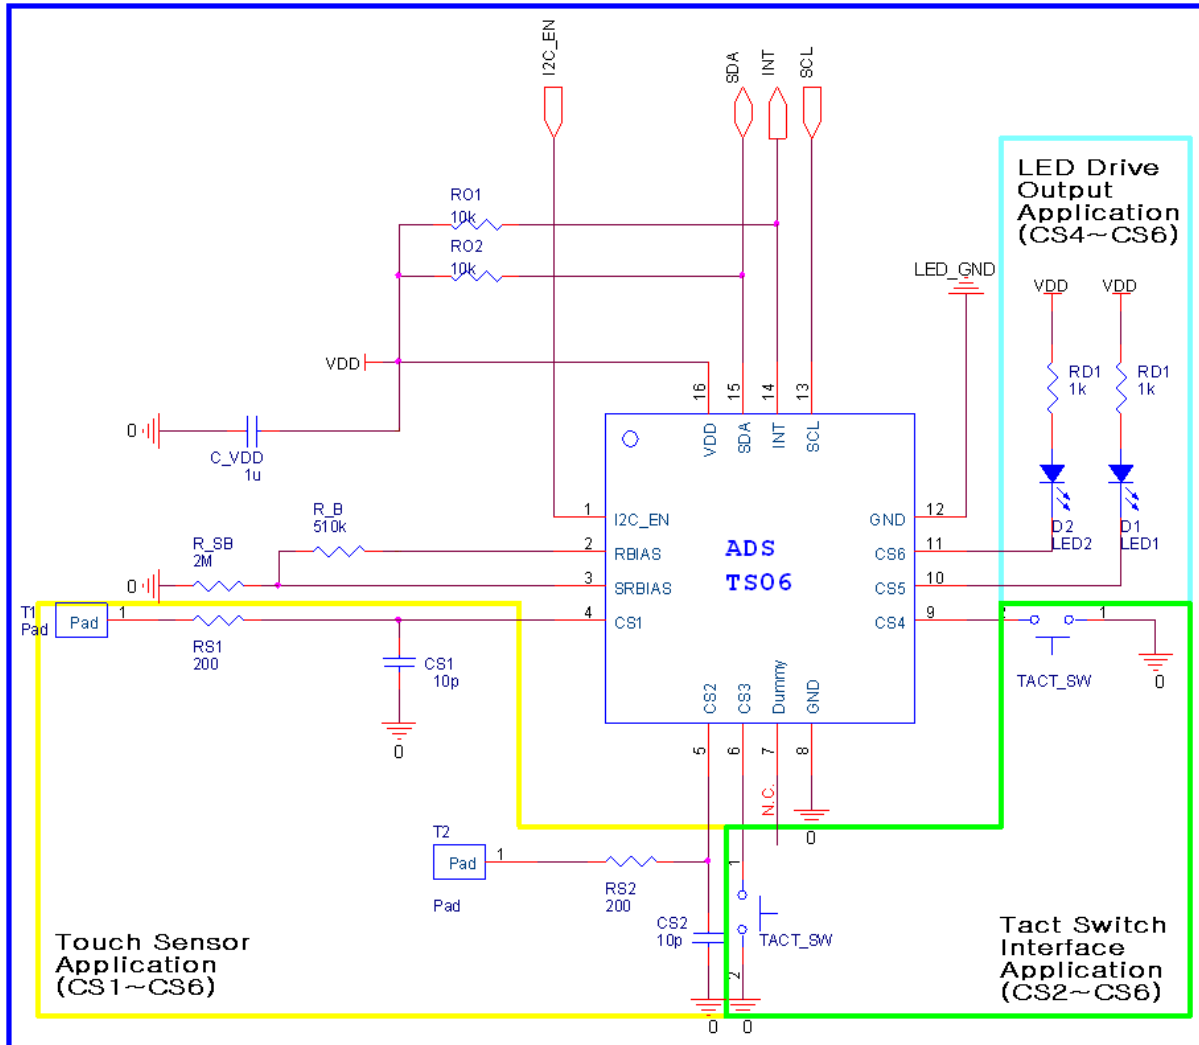 I2C_EN
SDA
INT
SCL
LED Drive
Output
Application
(CS4~CS6)
RO1
10k
RO2
10k
LED_GND
VDD
VDD
VDD
RD1
1k
RD1
1k
16
15
14
13
VDD
SDA
INT
SCL
0
C_VDD
1u
R_B
510k
1
I2C_EN
GND
12
D2
LED2
D1
LED1
R_SB
2M
2
RBIAS
ADS
TS06
CS6
11
0
3
SRBIAS
CS5
10
T1
Pad
Pad
1
RS1
200
4
CS1
CS4
9
2
1
CS1
10p
TACT_SW
0
0
CS2
CS3
Dummy
GND
5
6
7
8
N.C.
0
T2
Pad
1
Pad
RS2
200
1
CS2
10p
TACT_SW
2
0
0
Touch Sensor
Application
(CS1~CS6)
Tact Switch
Interface
Application
(CS2~CS6)